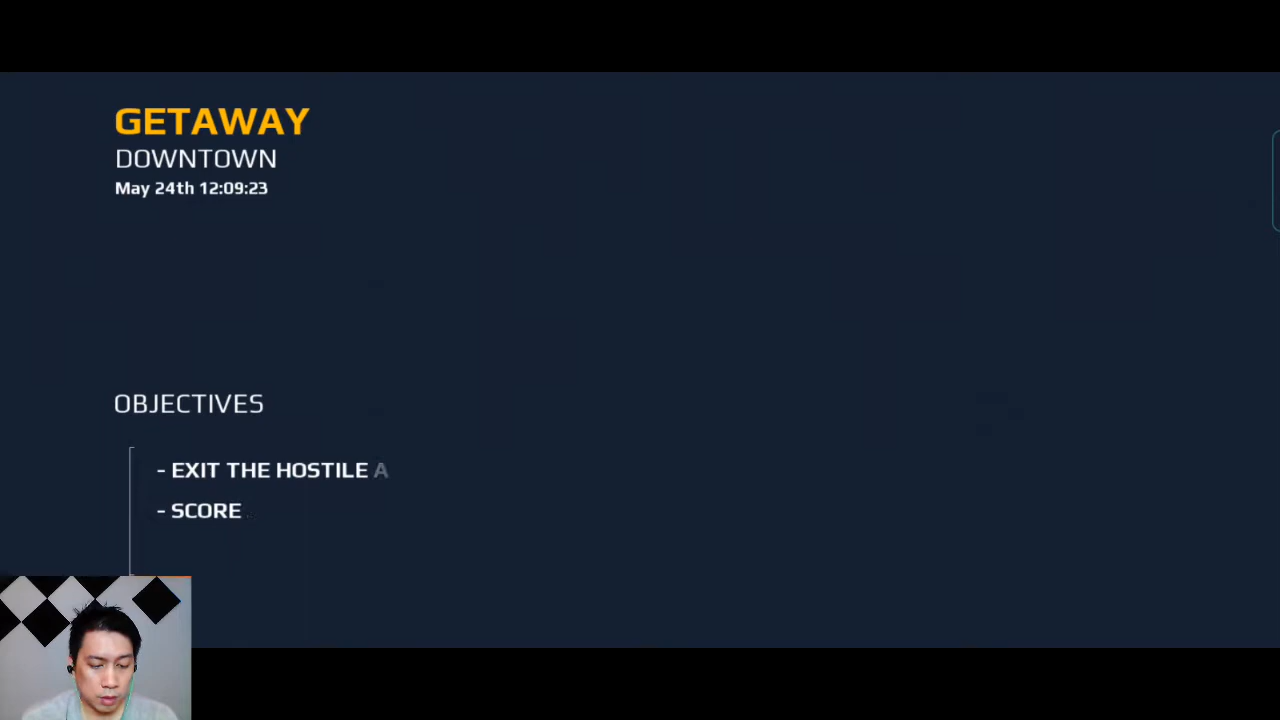 GETAWAY
DOWNTOWN
May 24th 12:09:23
OBJECTIVES
- EXIT THE HOSTILE A
- SCORE